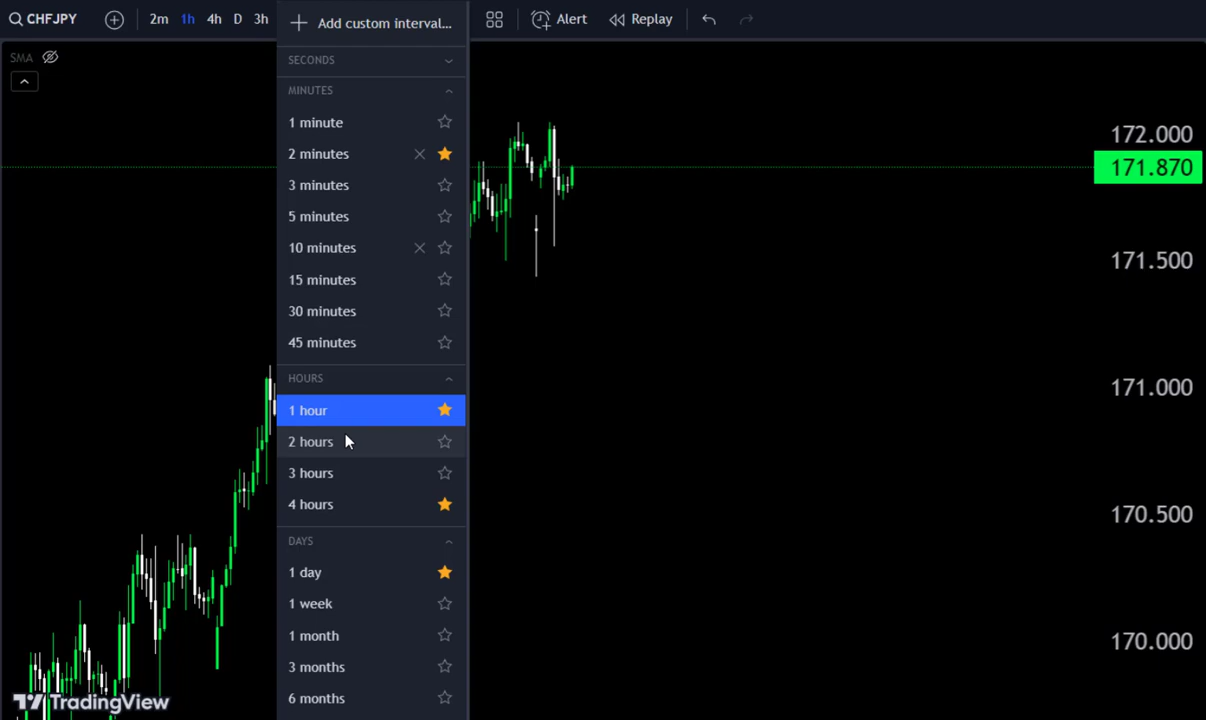 CHFJPY 2m 1h 4h D 3h Add custom interval... Alert Replay
SMA
SECONDS
MINUTES
1 minute
2 minutes
3 minutes
5 minutes
10 minutes
15 minutes
30 minutes
45 minutes
HOURS
1 hour
2 hours
3 hours
4 hours
DAYS
1 day
1 week
1 month
3 months
6 months
172.000
171.870
171.500
171.000
170.500
170.000
TradingView